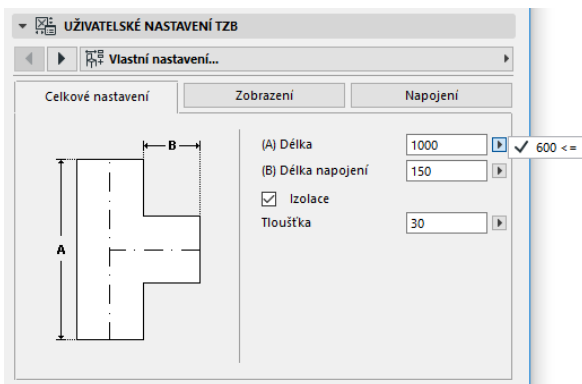 UŽIVATELSKÉ NASTAVENÍ TZB
Vlastní nastavení...
Celkové nastavení
Zobrazení
Napojení
B
A
(A) Délka 1000 600 <=
(B) Délka napojení 150
Izolace
Tloušťka 30